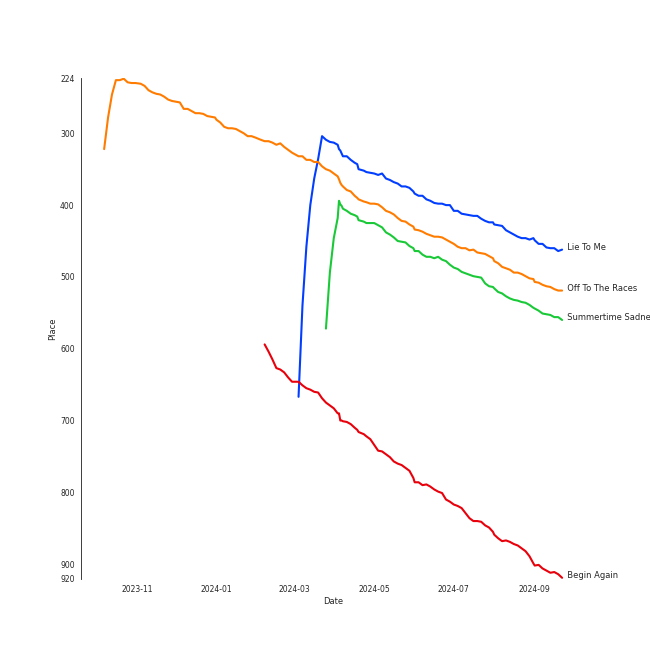 224
300
400
500
600
700
800
900
920
Place
2023-11
2024-01
2024-03
2024-05
2024-07
2024-09
Date
Lie To Me
Off To The Races
Summertime Sadne
Begin Again